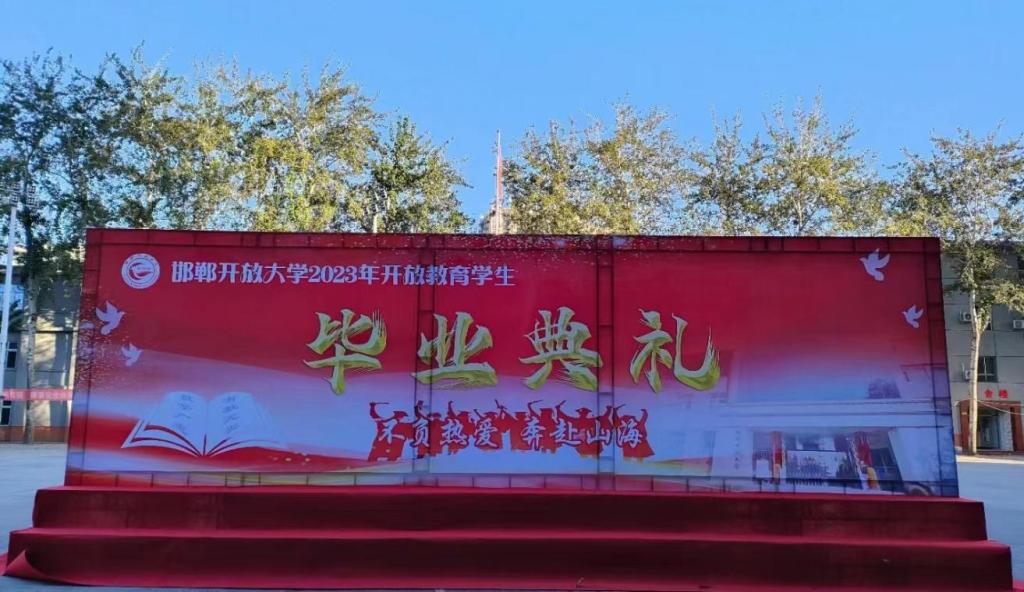 邯郸开放大学2023年开放教育学生
毕业典礼
不负热爱 奔赴山海